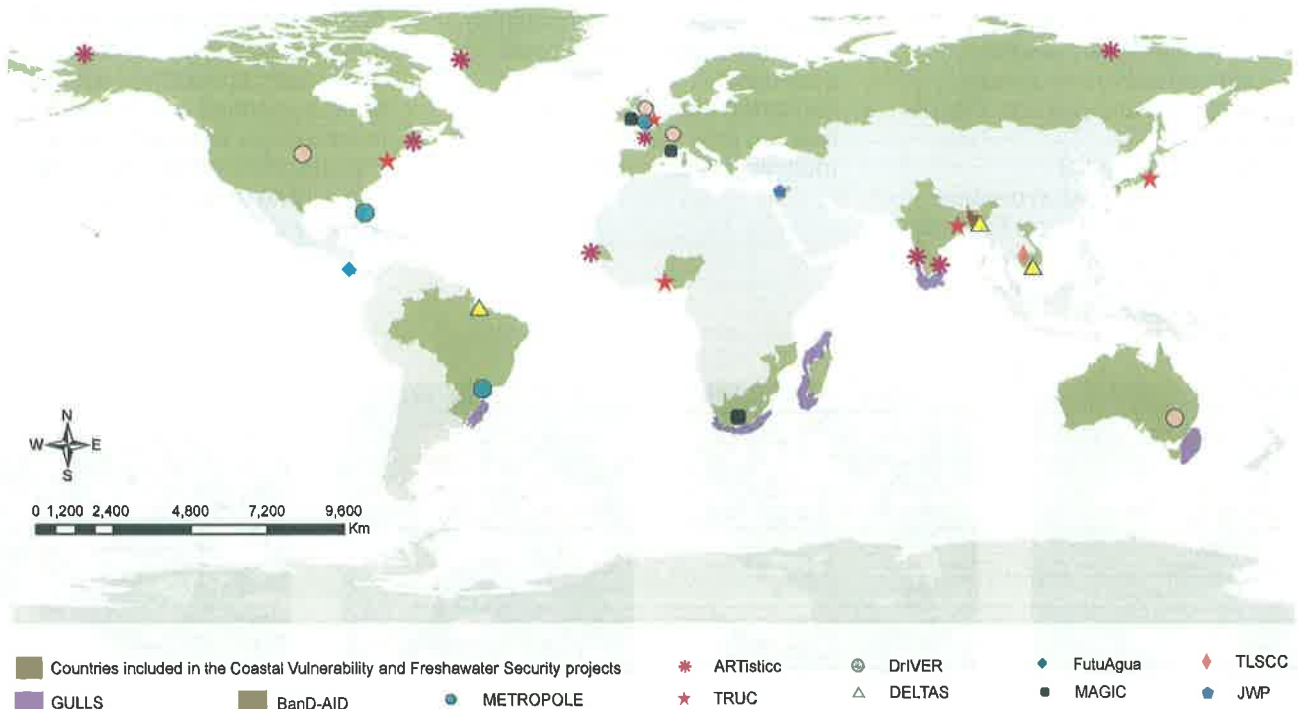 N
W E
S
0 1,200 2,400 4,800 7,200 9,600
Km
Countries included in the Coastal Vulnerability and Freshawater Security projects ARTisticc DrIVER FutuAgua TLSCC
GULLS BanD-AID METROPOLE TRUC DELTAS MAGIC JWP